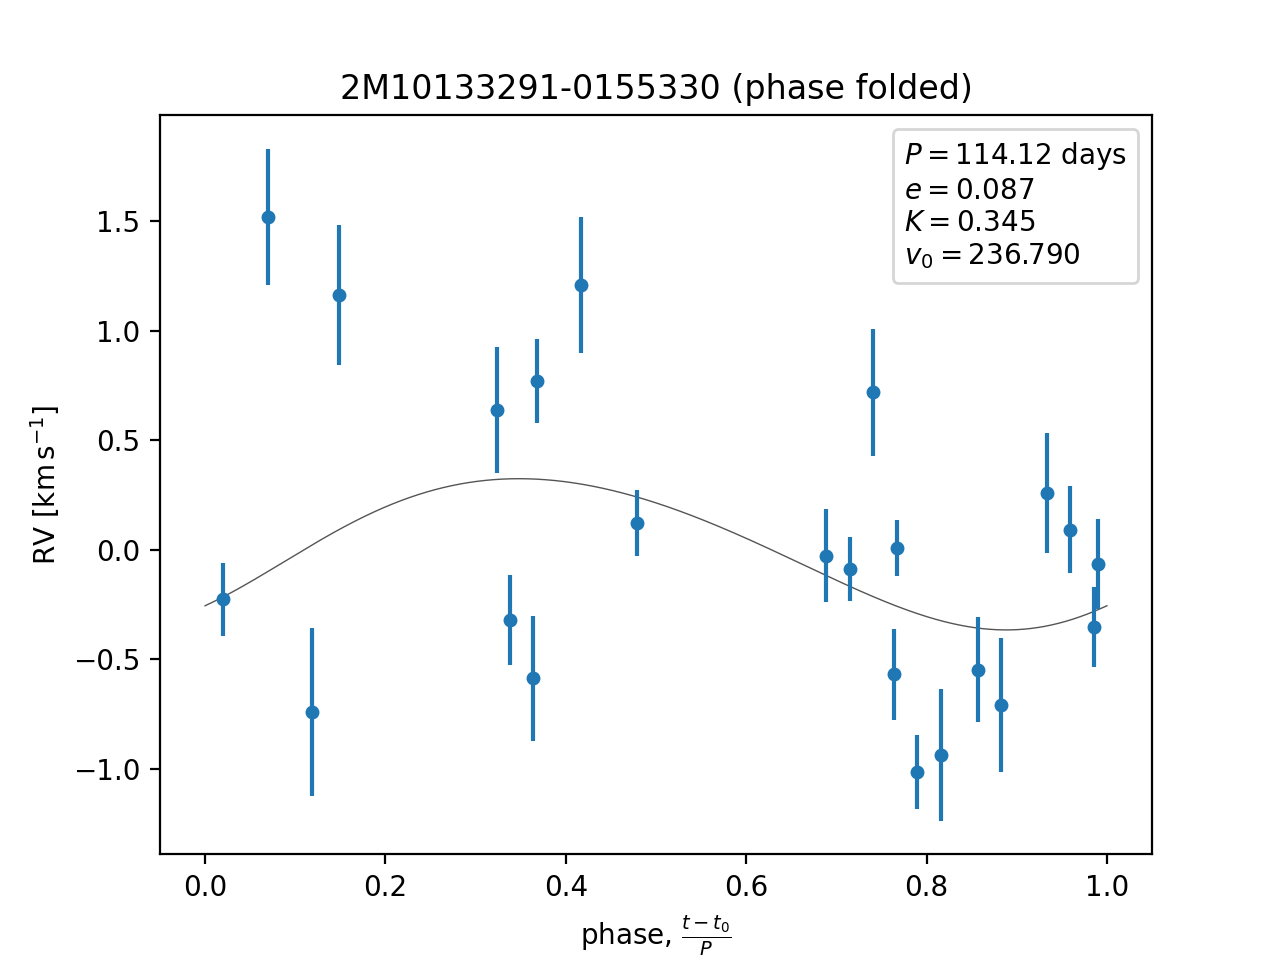 2M10133291-0155330 (phase folded)
P = 114.12 days
e = 0.087
K = 0.345
v₀ = 236.790
RV [km s⁻¹]
1.5
1.0
0.5
0.0
−0.5
−1.0
0.0 0.2 0.4 0.6 0.8 1.0
phase, (t − t₀)/P